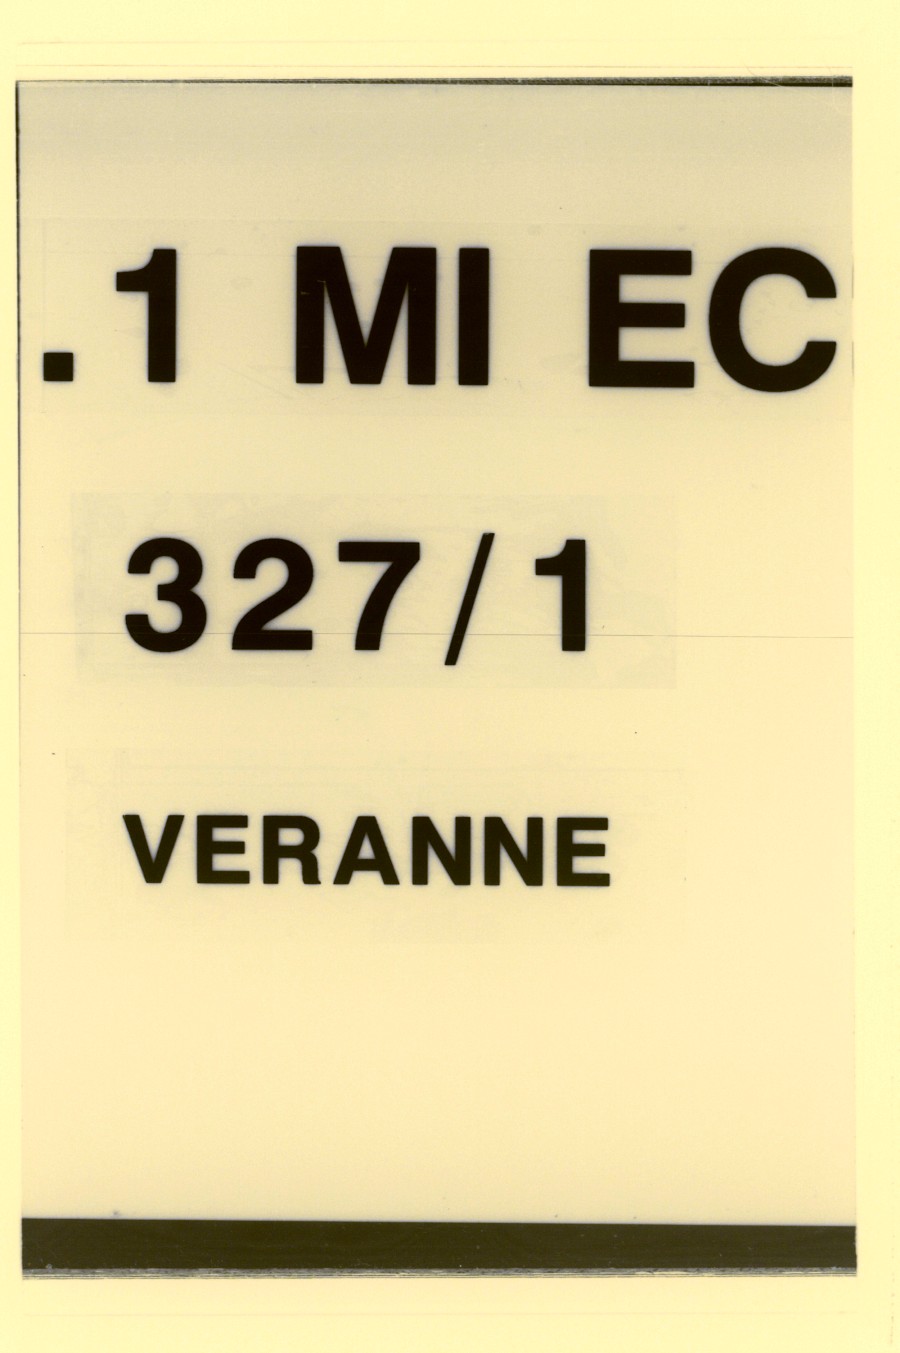 .1 MI EC
327/1
VERANNE